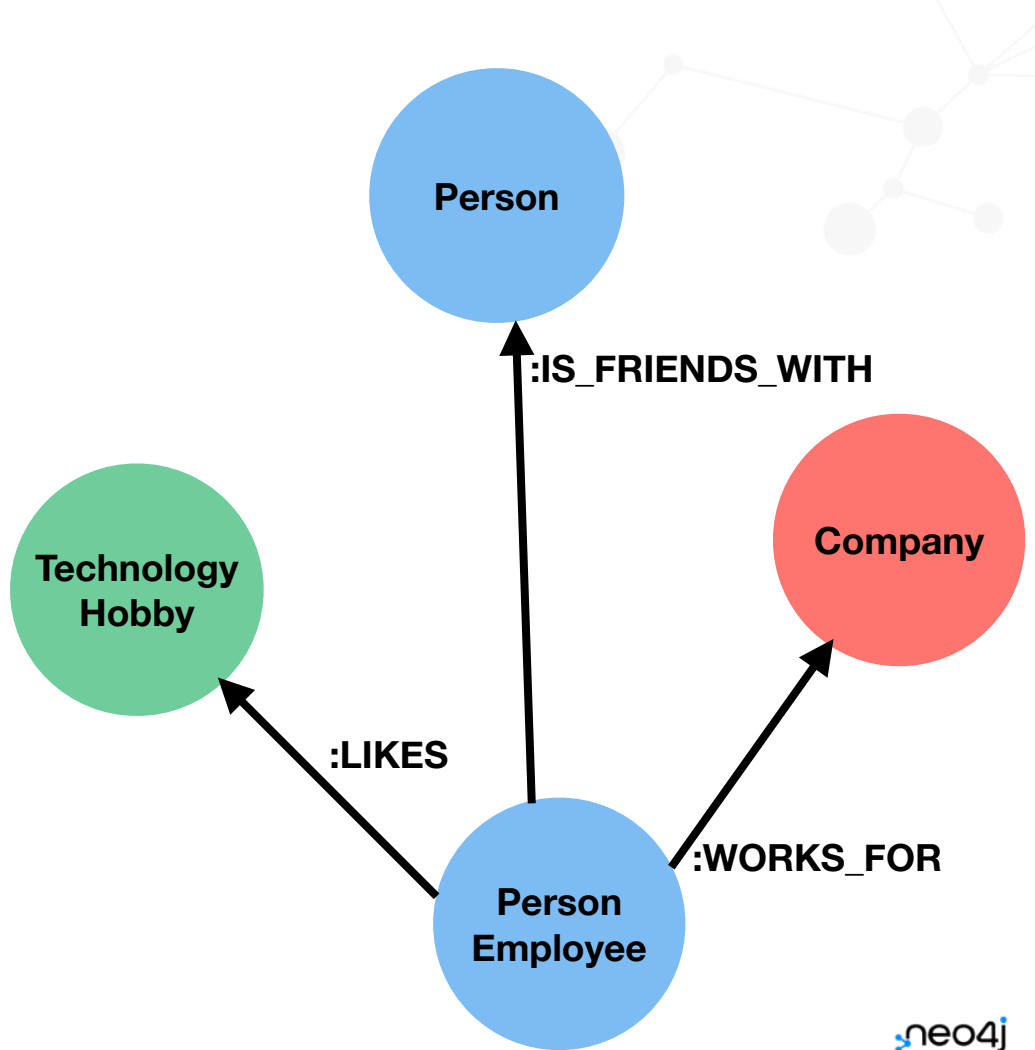 Person
:IS_FRIENDS_WITH
Company
Technology
Hobby
:LIKES
:WORKS_FOR
Person
Employee
neo4j